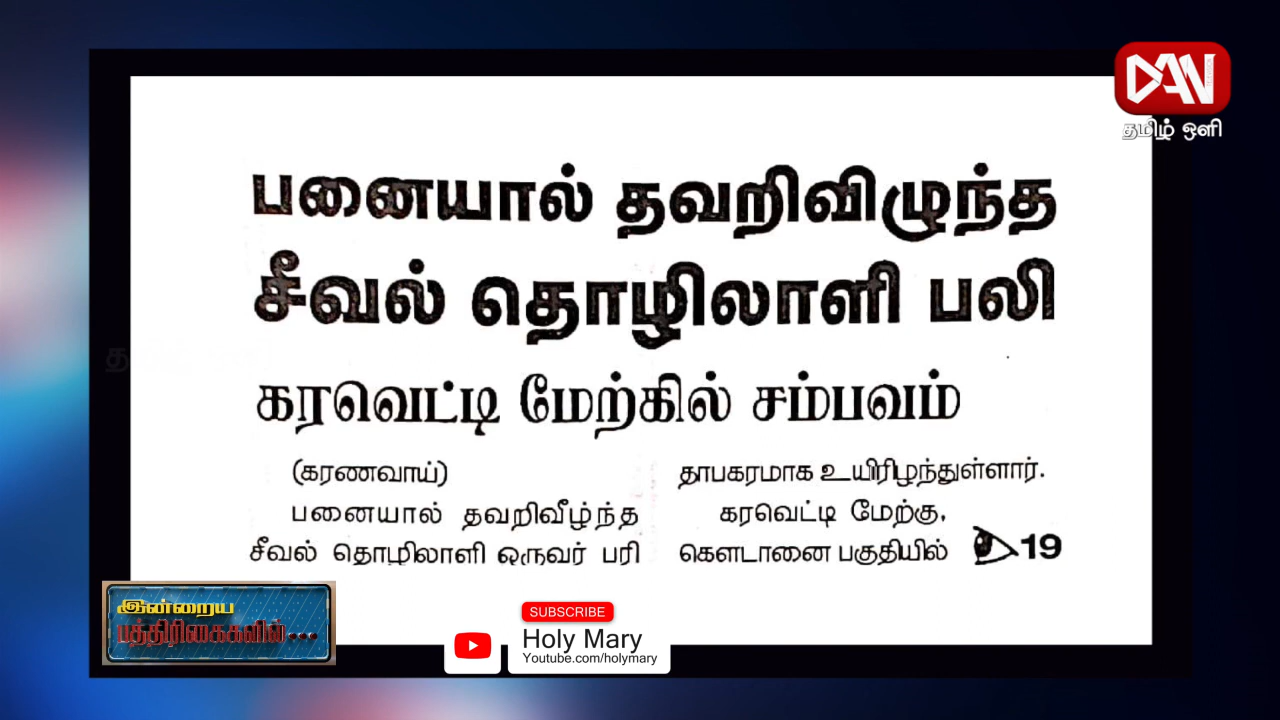 DAN
தமிழ் ஒளி
பனையால் தவறிவிழுந்த
சீவல் தொழிலாளி பலி
கரவெட்டி மேற்கில் சம்பவம்
(கரணவாய்)
பனையால் தவறிவீழ்ந்த
சீவல் தொழிலாளி ஒருவர் பரி
தாபகரமாக உயிரிழந்துள்ளார்.
கரவெட்டி மேற்கு,
கௌடானை பகுதியில் 19
இன்றைய
பத்திரிகைகளில்...
SUBSCRIBE
Holy Mary
Youtube.com/holymary